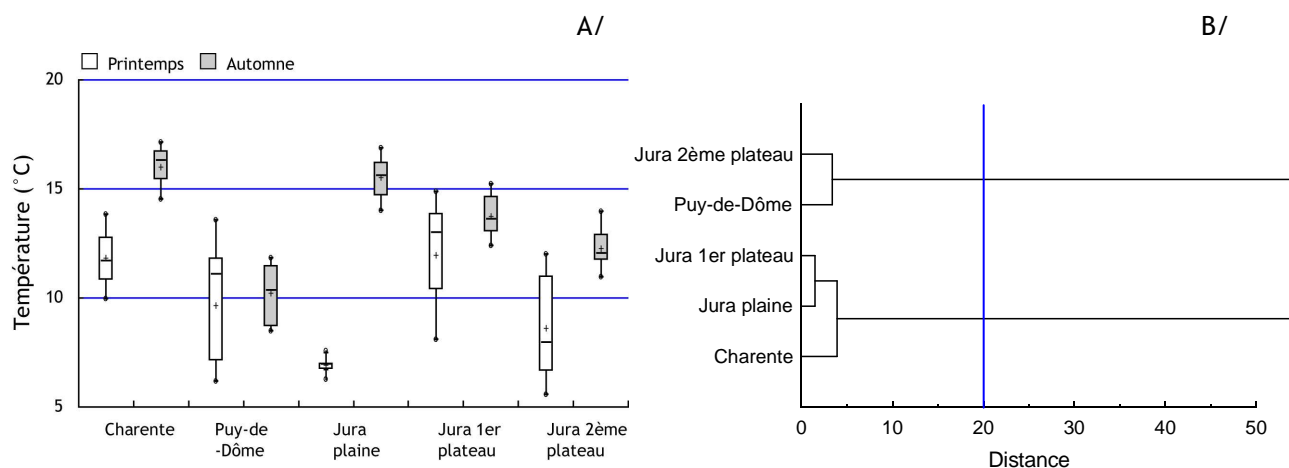 A/
Printemps Automne
Température (°C)
20
15
10
5
Charente
Puy-de
-Dôme
Jura
plaine
Jura 1er
plateau
Jura 2ème
plateau
B/
Jura 2ème plateau
Puy-de-Dôme
Jura 1er plateau
Jura plaine
Charente
0 10 20 30 40 50
Distance